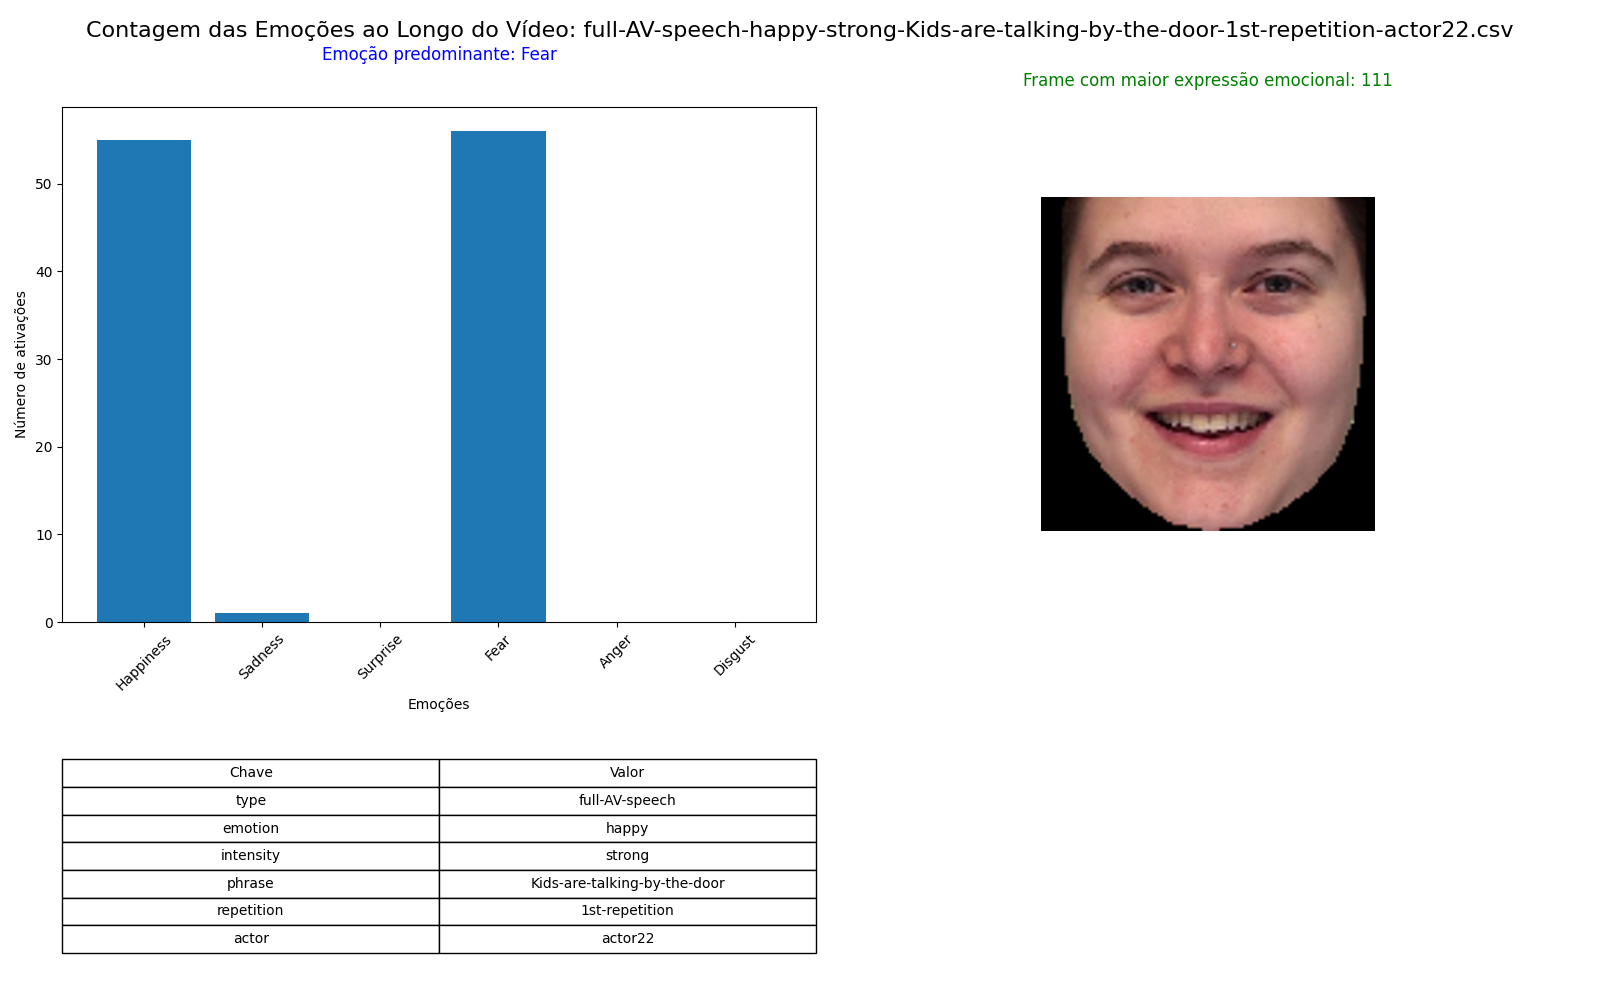 Contagem das Emoções ao Longo do Vídeo: full-AV-speech-happy-strong-Kids-are-talking-by-the-door-1st-repetition-actor22.csv
Emoção predominante: Fear
Frame com maior expressão emocional: 111
Número de ativações
50
40
30
20
10
0
Happiness Sadness Surprise Fear Anger Disgust
Emoções
Chave Valor
type full-AV-speech
emotion happy
intensity strong
phrase Kids-are-talking-by-the-door
repetition 1st-repetition
actor actor22